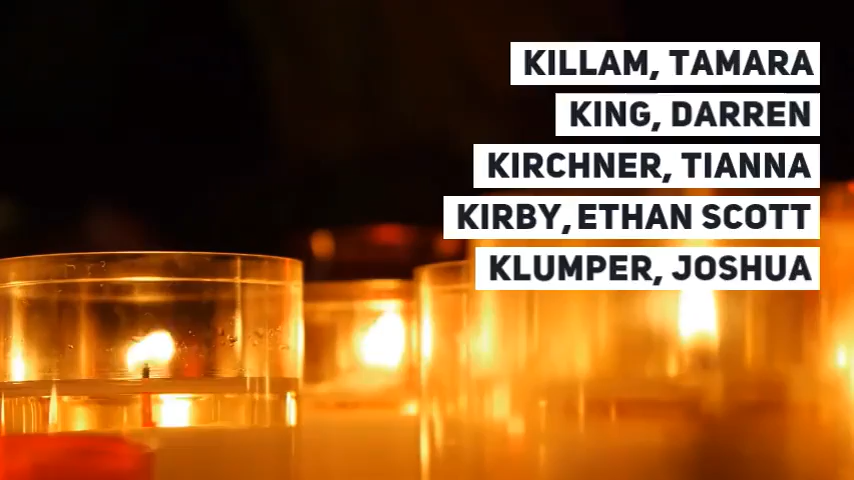 KILLAM, TAMARA
KING, DARREN
KIRCHNER, TIANNA
KIRBY, ETHAN SCOTT
KLUMPER, JOSHUA